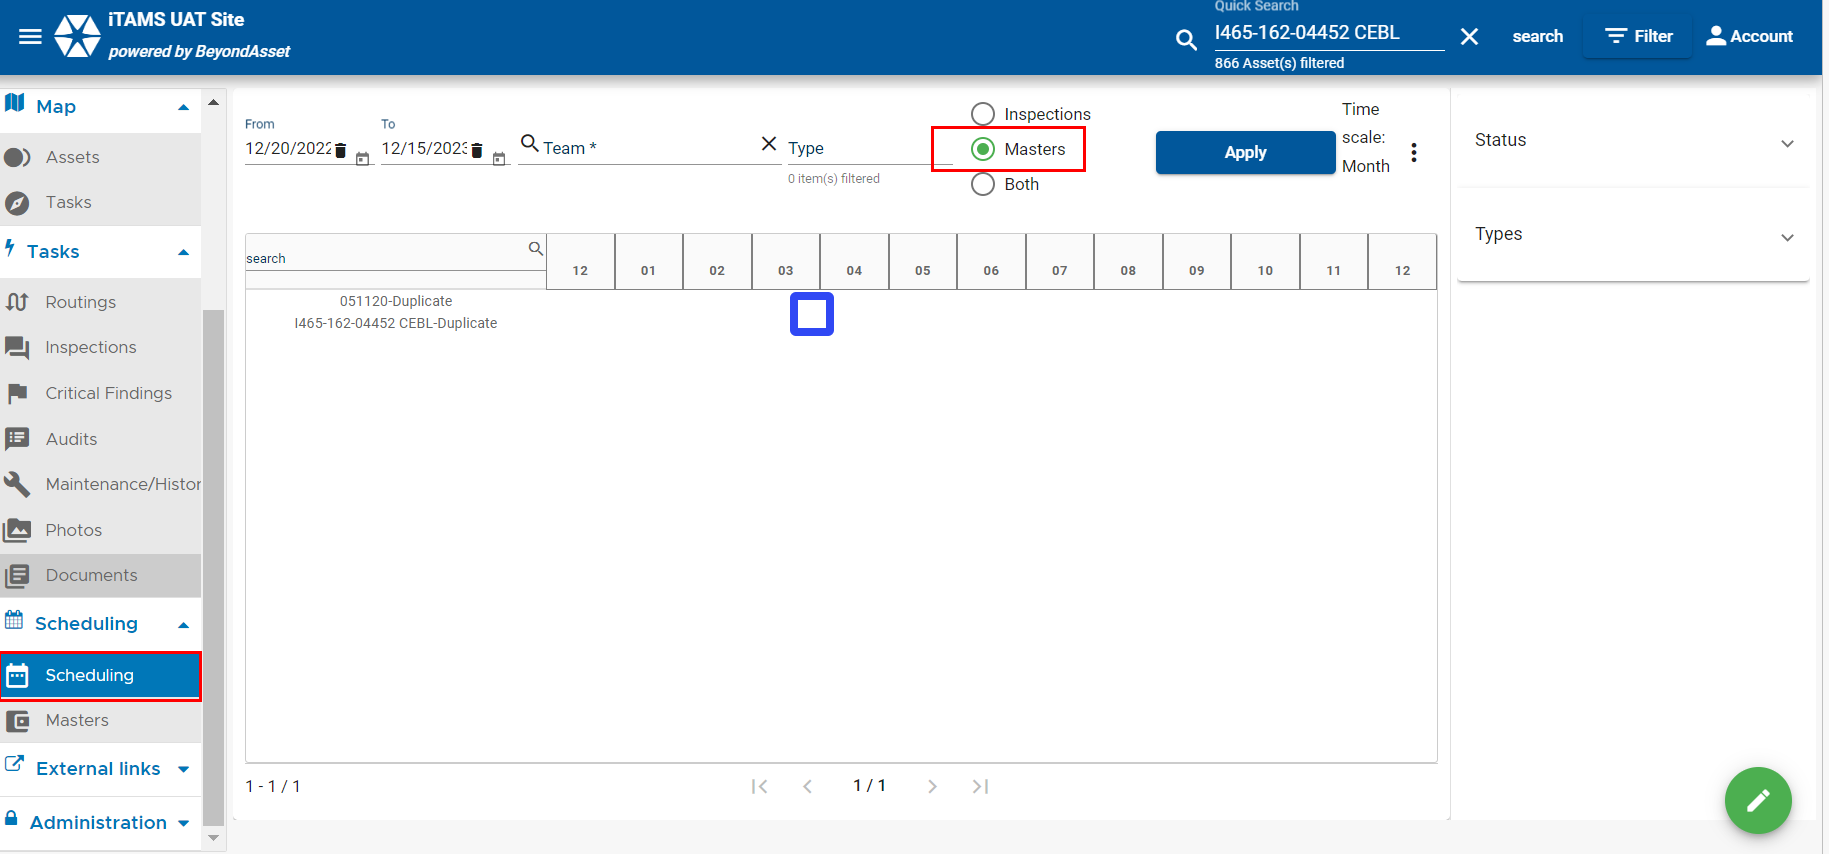 iTAMS UAT Site
powered by BeyondAsset
Quick Search
I465-162-04452 CEBL
866 Asset(s) filtered
search
Filter
Account
Map
Assets
Tasks
Tasks
Routings
Inspections
Critical Findings
Audits
Maintenance/Histor
Photos
Documents
Scheduling
Scheduling
Masters
External links
Administration
From
12/20/2022
To
12/15/2023
Team *
Type
0 item(s) filtered
Inspections
Masters
Both
Apply
Time
scale:
Month
search
12 01 02 03 04 05 06 07 08 09 10 11 12
051120-Duplicate
I465-162-04452 CEBL-Duplicate
1 - 1 / 1
1 / 1
Status
Types